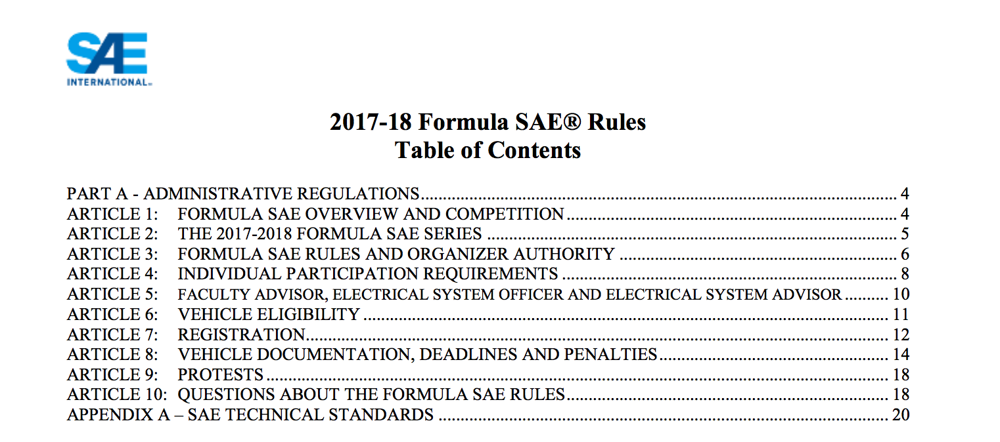 SAE
INTERNATIONAL™
2017-18 Formula SAE® Rules
Table of Contents
PART A - ADMINISTRATIVE REGULATIONS.......................................................................................................... 4
ARTICLE 1: FORMULA SAE OVERVIEW AND COMPETITION.......................................................................... 4
ARTICLE 2: THE 2017-2018 FORMULA SAE SERIES ............................................................................................ 5
ARTICLE 3: FORMULA SAE RULES AND ORGANIZER AUTHORITY .............................................................. 6
ARTICLE 4: INDIVIDUAL PARTICIPATION REQUIREMENTS ........................................................................... 8
ARTICLE 5: FACULTY ADVISOR, ELECTRICAL SYSTEM OFFICER AND ELECTRICAL SYSTEM ADVISOR .......... 10
ARTICLE 6: VEHICLE ELIGIBILITY ..................................................................................................................... 11
ARTICLE 7: REGISTRATION.................................................................................................................................. 12
ARTICLE 8: VEHICLE DOCUMENTATION, DEADLINES AND PENALTIES................................................... 14
ARTICLE 9: PROTESTS ........................................................................................................................................... 18
ARTICLE 10: QUESTIONS ABOUT THE FORMULA SAE RULES........................................................................ 18
APPENDIX A – SAE TECHNICAL STANDARDS .................................................................................................... 20